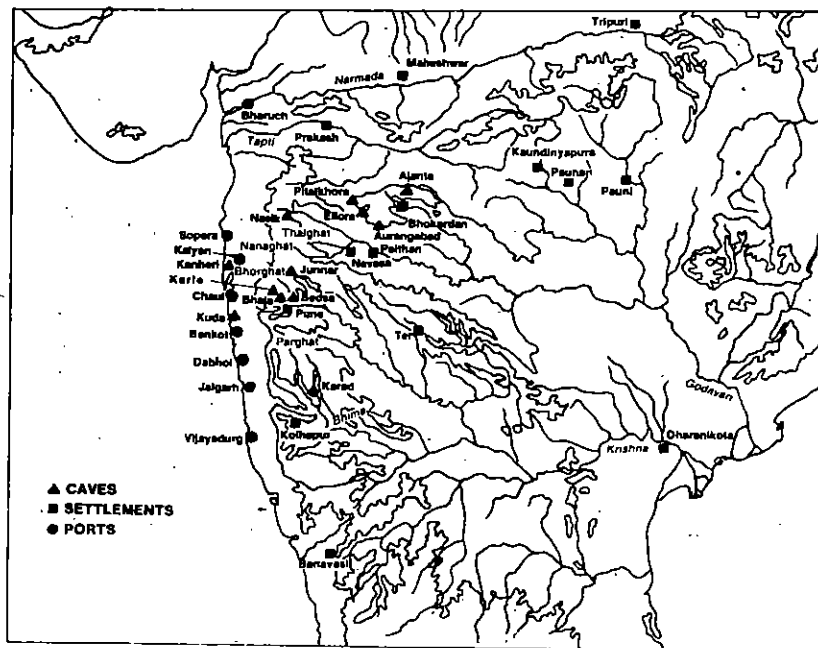 Tripuri
Maheshwar
Narmada
Bharuch
Prakash
Tapti
Kaundinyapura
Paunar
Pauni
Ajanta
Pitalkhora
Ellora
Bhokardan
Nasik
Aurangabad
Thalghat
Sopara
Paithan
Kalyan
Nanaghat
Nevasa
Kanheri
Bhorghat
Junnar
Karle
Chaul
Bhaja
Bedsa
Pune
Kuda
Bankot
Ter
Parghat
Dabhol
Jaigarh
Karad
Godavari
Bhima
Kolhapur
Vijayadurg
Krishna
Dharanikota
CAVES
SETTLEMENTS
PORTS
Banavasi